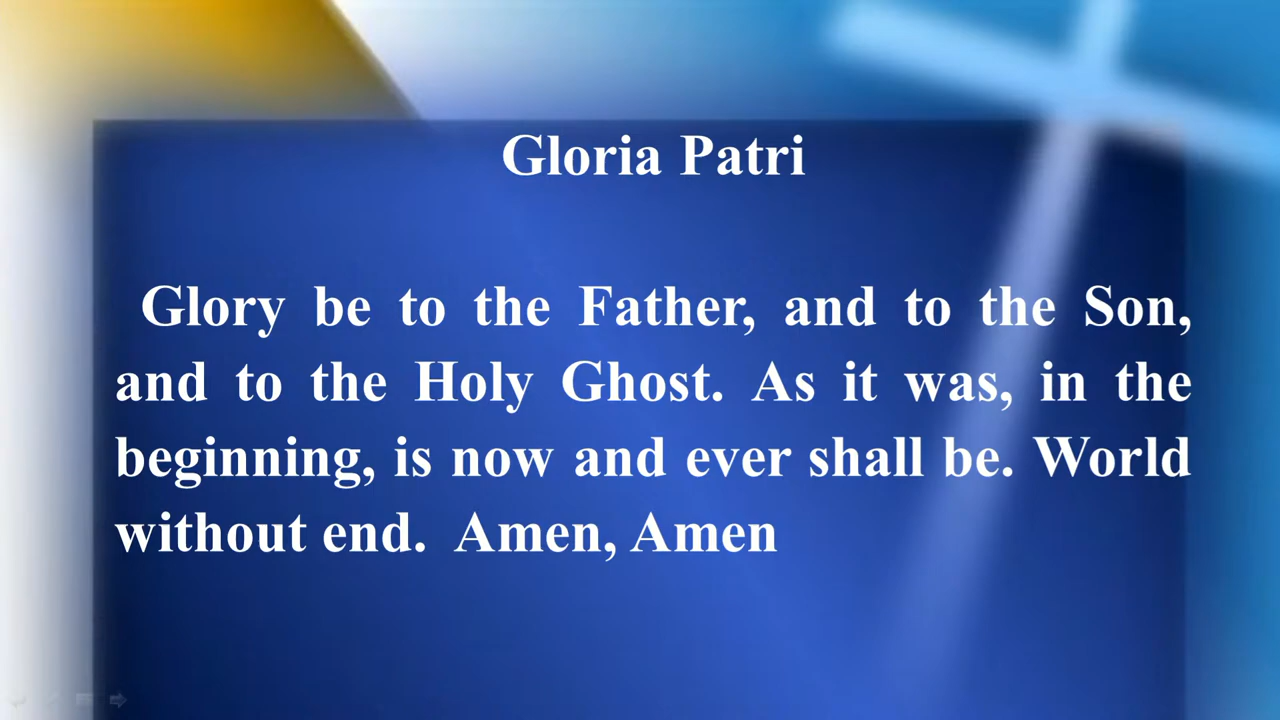 Gloria Patri
Glory be to the Father, and to the Son,
and to the Holy Ghost. As it was, in the
beginning, is now and ever shall be. World
without end. Amen, Amen